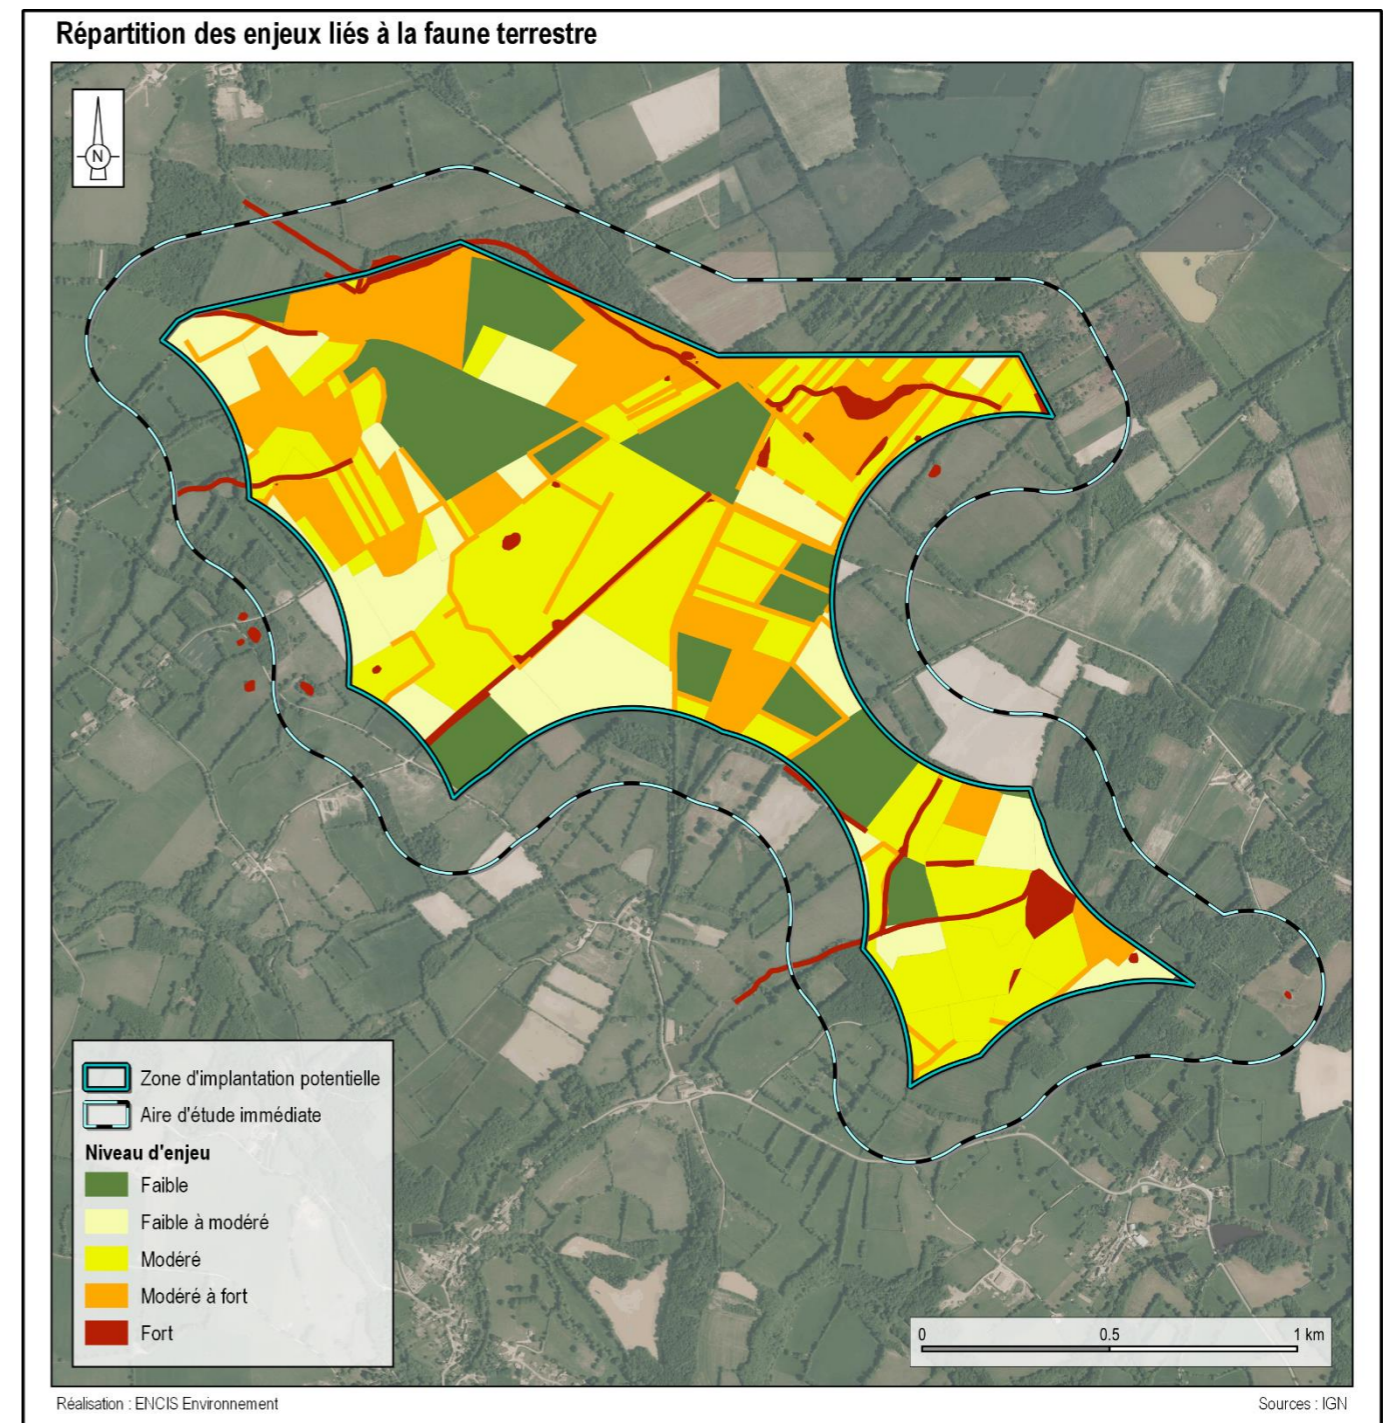 Répartition des enjeux liés à la faune terrestre
N
Zone d'implantation potentielle
Aire d'étude immédiate
Niveau d'enjeu
Faible
Faible à modéré
Modéré
Modéré à fort
Fort
0 0.5 1 km
Réalisation : ENCIS Environnement Sources : IGN